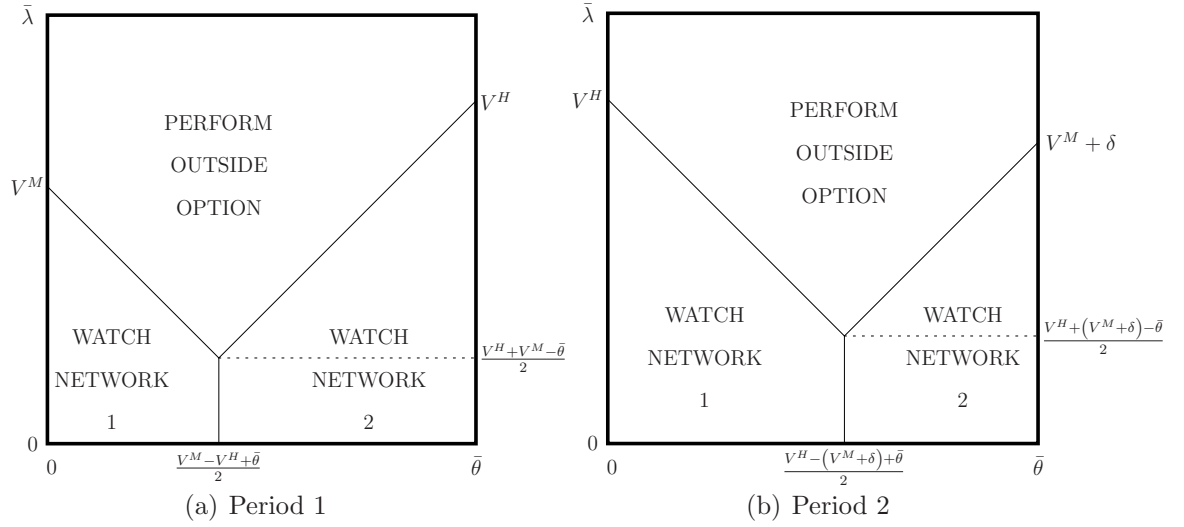 λ̄
V^H
PERFORM
OUTSIDE
OPTION
V^M
WATCH
NETWORK
1
WATCH
NETWORK
2
(V^H+V^M−θ̄)/2
0
0
(V^M−V^H+θ̄)/2
θ̄
(a) Period 1
λ̄
V^H
PERFORM
OUTSIDE
OPTION
V^M + δ
WATCH
NETWORK
1
WATCH
NETWORK
2
(V^H+(V^M+δ)−θ̄)/2
0
0
(V^H−(V^M+δ)+θ̄)/2
θ̄
(b) Period 2